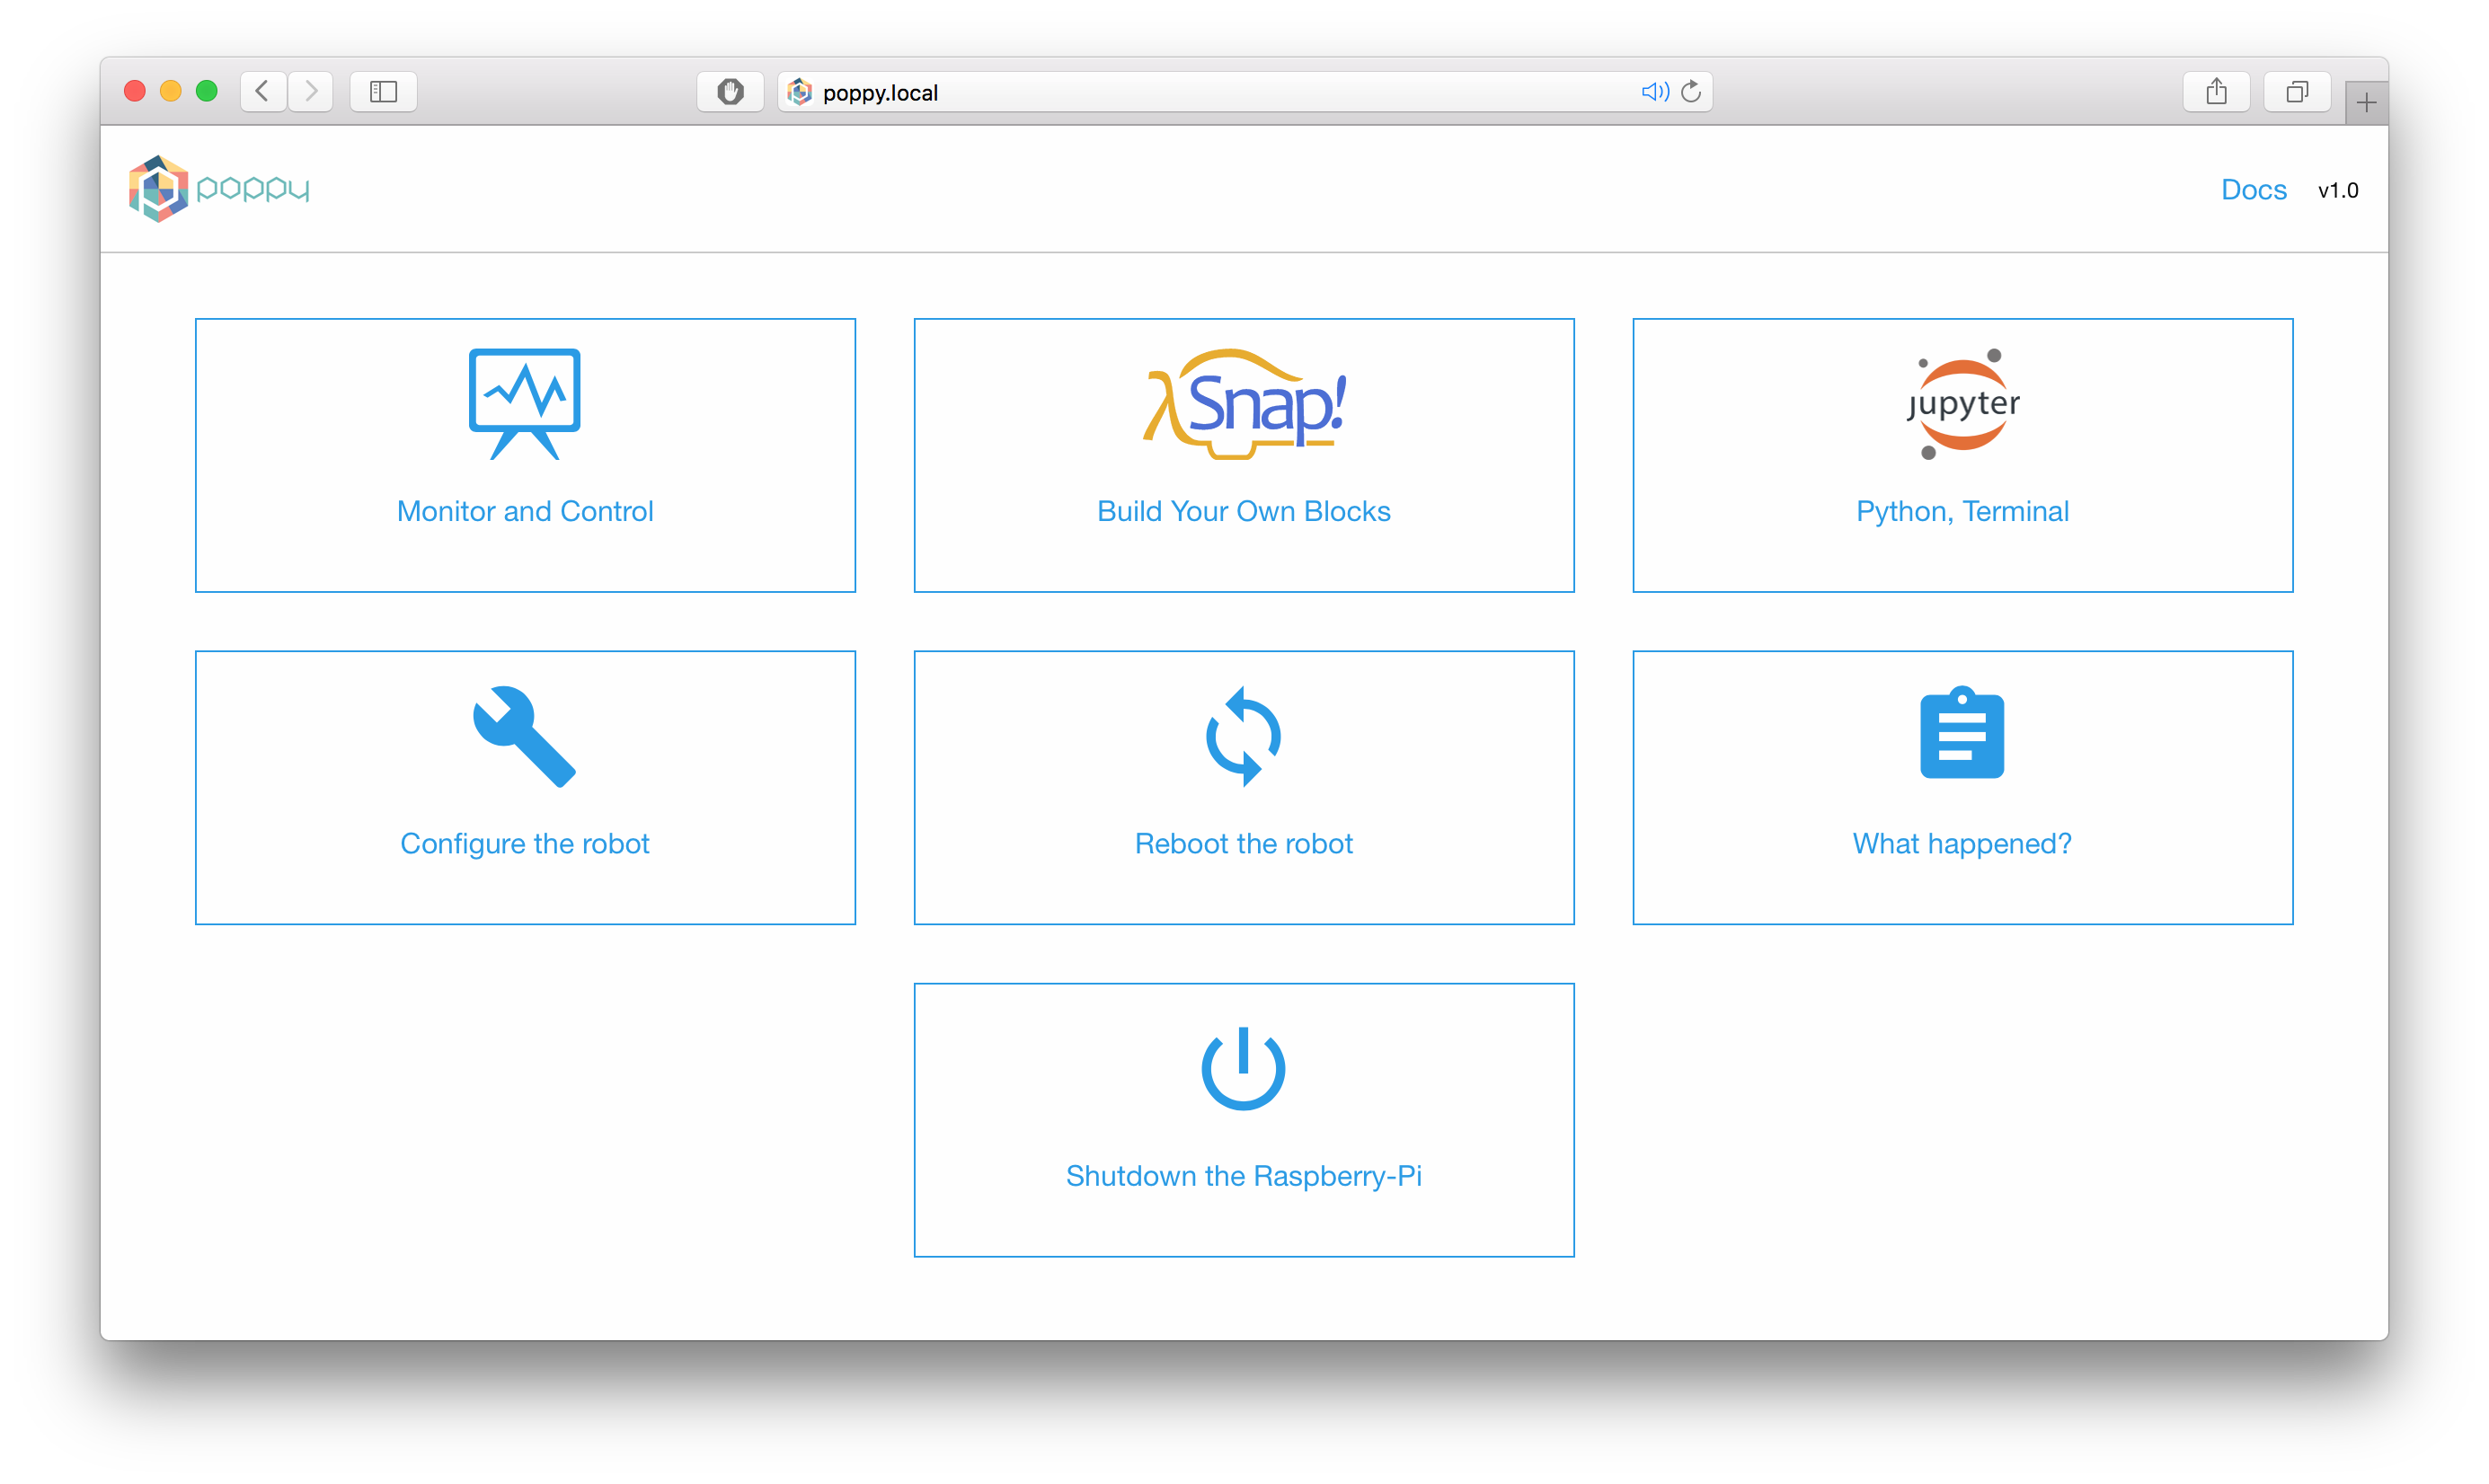 poppy.local
poppy
Docs v1.0
λSnap!
jupyter
Monitor and Control
Build Your Own Blocks
Python, Terminal
Configure the robot
Reboot the robot
What happened?
Shutdown the Raspberry-Pi